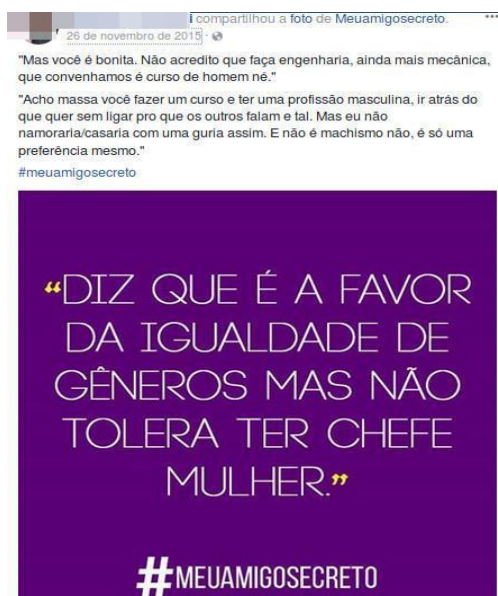 i compartilhou a foto de Meuamigosecreto.
26 de novembro de 2015 ·
"Mas você é bonita. Não acredito que faça engenharia, ainda mais mecânica,
que convenhamos é curso de homem né."
"Acho massa você fazer um curso e ter uma profissão masculina, ir atrás do
que quer sem ligar pro que os outros falam e tal. Mas eu não
namoraria/casaria com uma guria assim. E não é machismo não, é só uma
preferência mesmo."
#meuamigosecreto
“DIZ QUE É A FAVOR
DA IGUALDADE DE
GÊNEROS MAS NÃO
TOLERA TER CHEFE
MULHER.”
#MEUAMIGOSECRETO